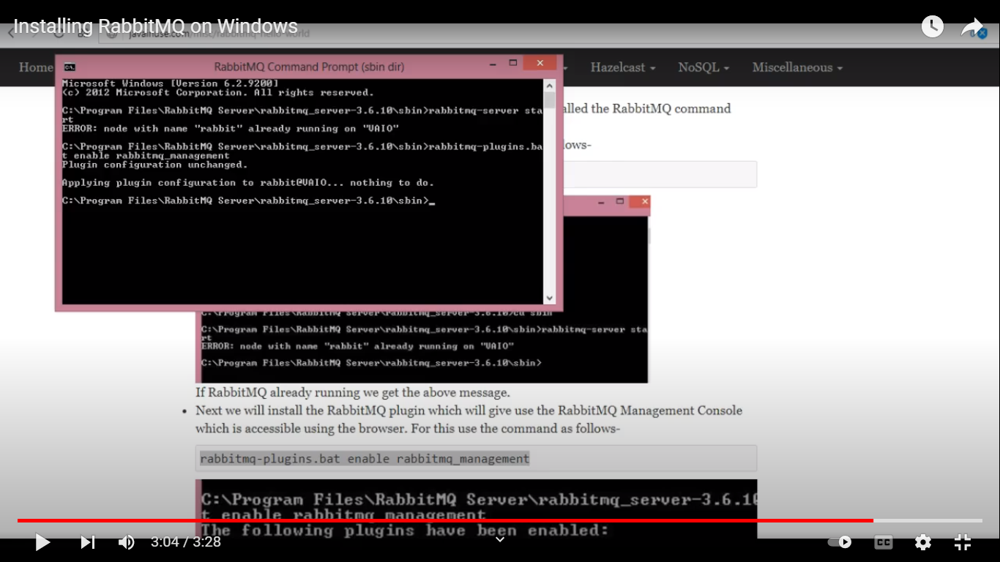 Installing RabbitMQ on Windows
Home
Hazelcast
NoSQL
Miscellaneous
RabbitMQ Command Prompt (sbin dir)
Microsoft Windows [Version 6.2.9200]
(c) 2012 Microsoft Corporation. All rights reserved.
C:\Program Files\RabbitMQ Server\rabbitmq_server-3.6.10\sbin>rabbitmq-server sta
rt
ERROR: node with name "rabbit" already running on "VAIO"
C:\Program Files\RabbitMQ Server\rabbitmq_server-3.6.10\sbin>rabbitmq-plugins.ba
t enable rabbitmq_management
Plugin configuration unchanged.
Applying plugin configuration to rabbit@VAIO... nothing to do.
C:\Program Files\RabbitMQ Server\rabbitmq_server-3.6.10\sbin>_
alled the RabbitMQ command
lows-
C:\Program Files\RabbitMQ Server\rabbitmq_server-3.6.10>cd sbin
C:\Program Files\RabbitMQ Server\rabbitmq_server-3.6.10\sbin>rabbitmq-server sta
rt
ERROR: node with name "rabbit" already running on "VAIO"
C:\Program Files\RabbitMQ Server\rabbitmq_server-3.6.10\sbin>
If RabbitMQ already running we get the above message.
• Next we will install the RabbitMQ plugin which will give use the RabbitMQ Management Console
which is accessible using the browser. For this use the command as follows-
rabbitmq-plugins.bat enable rabbitmq_management
C:\Program Files\RabbitMQ Server\rabbitmq_server-3.6.10
t enable rabbitmq_management
The following plugins have been enabled:
3:04 / 3:28
CC